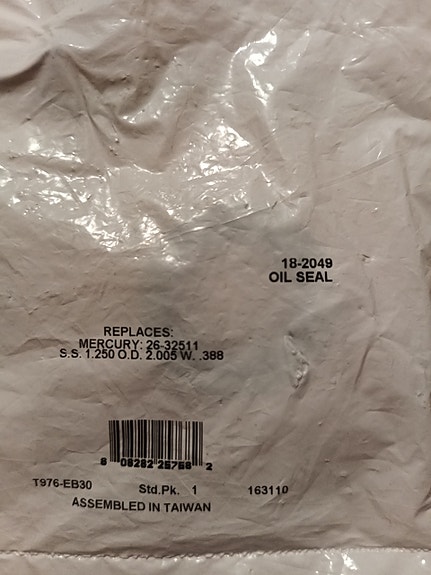 18-2049
OIL SEAL
REPLACES:
MERCURY: 26-32511
S.S. 1.250 O.D. 2.005 W. .388
2
T976-EB30 Std.Pk. 1 163110
ASSEMBLED IN TAIWAN